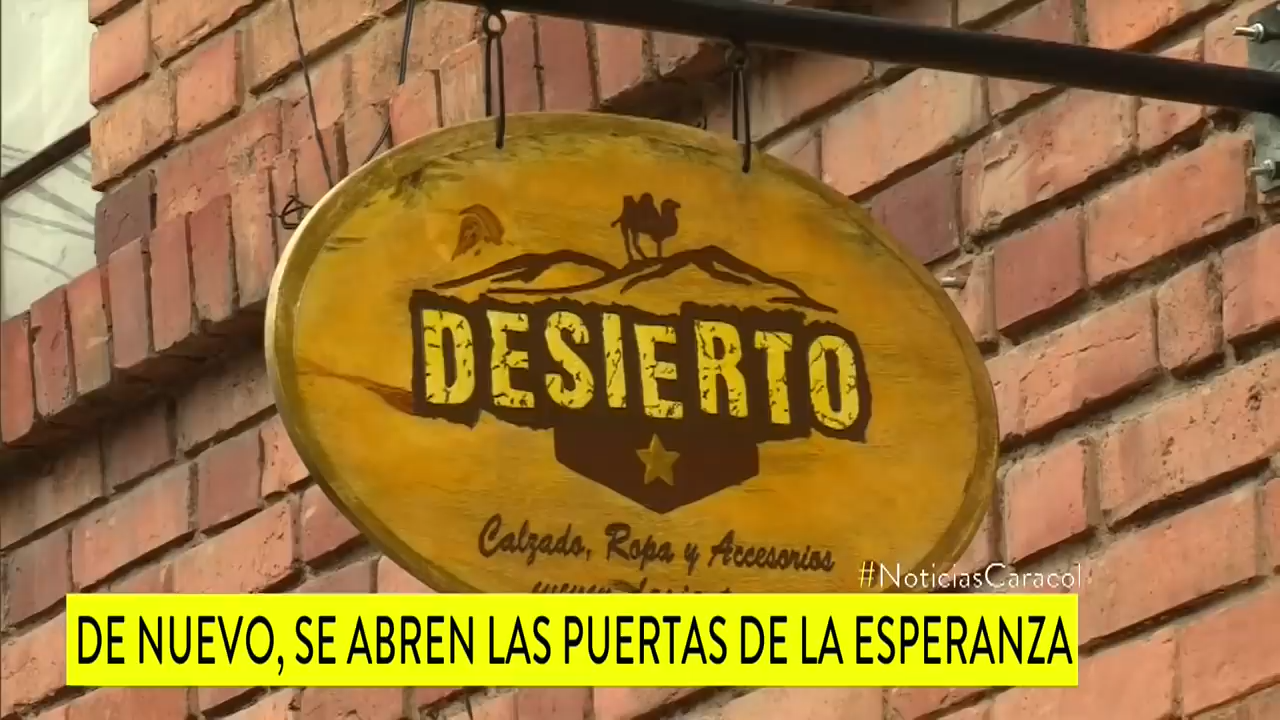 DESIERTO
Calzado, Ropa y Accesorios
#NoticiasCaracol
DE NUEVO, SE ABREN LAS PUERTAS DE LA ESPERANZA